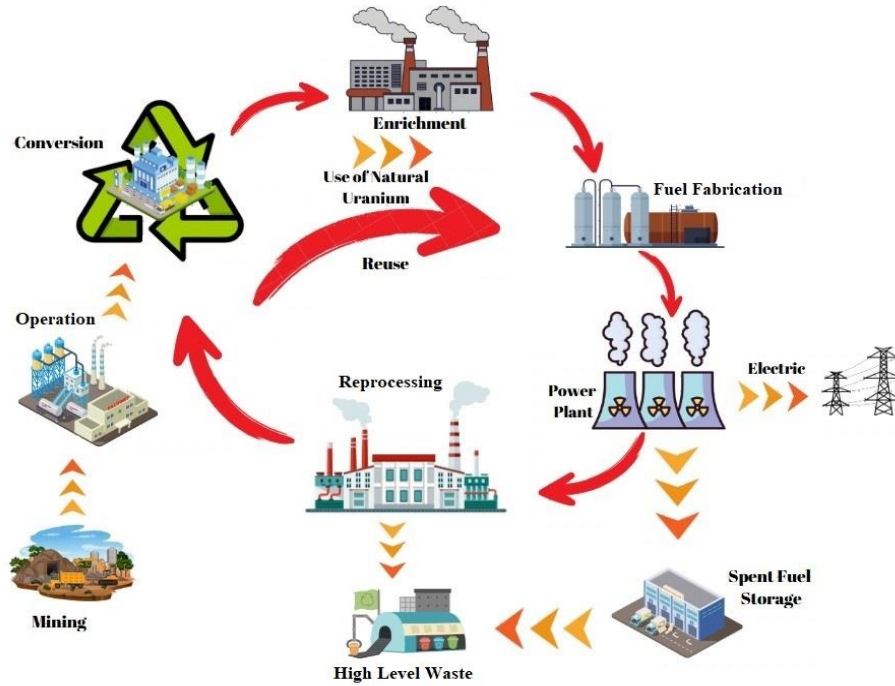 Enrichment
Conversion
Use of Natural
Uranium
Fuel Fabrication
Reuse
Operation
Electric
Reprocessing
Power
Plant
Spent Fuel
Storage
Mining
High Level Waste